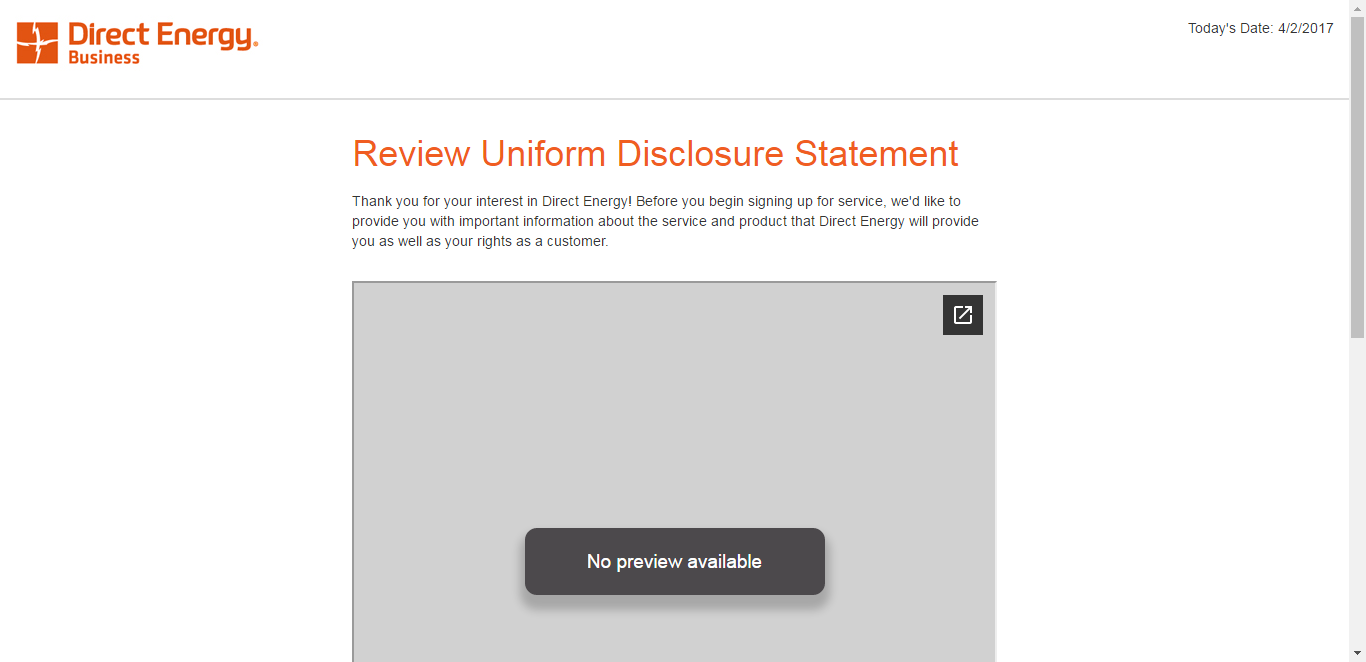 Direct Energy®
Business
Today's Date: 4/2/2017
Review Uniform Disclosure Statement
Thank you for your interest in Direct Energy! Before you begin signing up for service, we'd like to
provide you with important information about the service and product that Direct Energy will provide
you as well as your rights as a customer.
No preview available